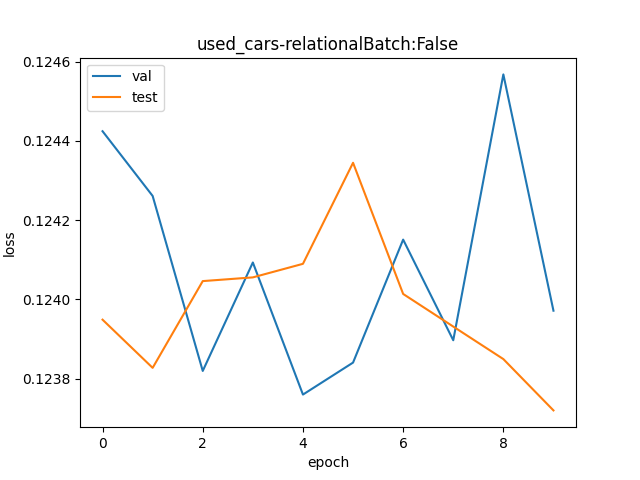 used_cars-relationalBatch:False
val
test
0.1246
0.1244
0.1242
0.1240
0.1238
loss
0 2 4 6 8
epoch